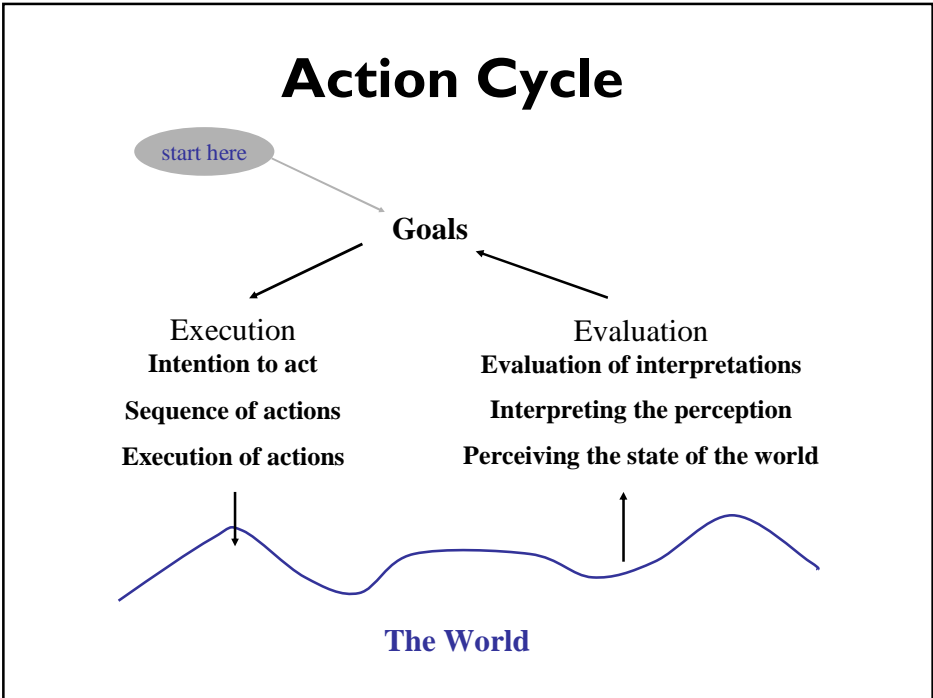 Action Cycle
start here
Goals
Execution
Intention to act
Sequence of actions
Execution of actions
Evaluation
Evaluation of interpretations
Interpreting the perception
Perceiving the state of the world
The World